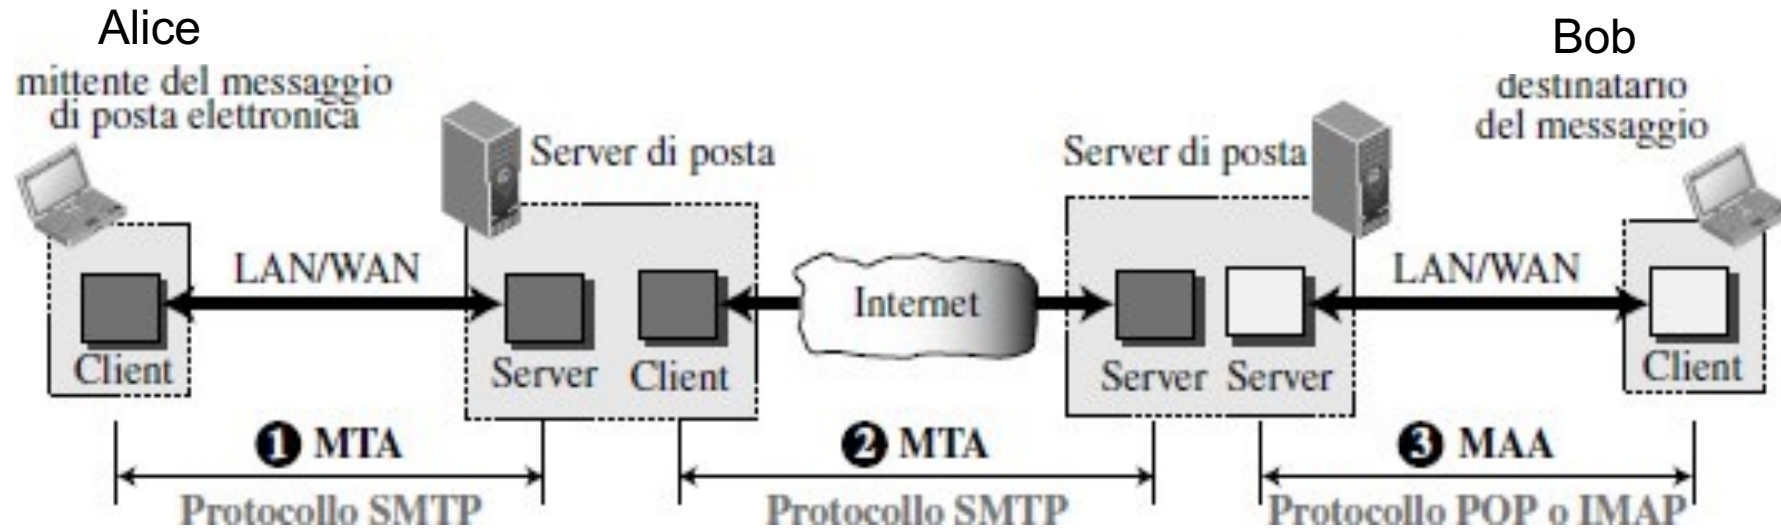 Alice
mittente del messaggio
di posta elettronica
Server di posta
Server di posta
Bob
destinatario
del messaggio
LAN/WAN
Internet
LAN/WAN
Client
Server
Client
Server
Server
Client
1 MTA
2 MTA
3 MAA
Protocollo SMTP
Protocollo SMTP
Protocollo POP o IMAP